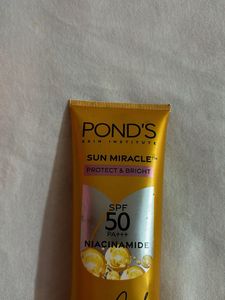 POND'S
SKIN INSTITUTE
SUN MIRACLE™
PROTECT & BRIGHT
SPF
50
PA+++
NIACINAMIDE